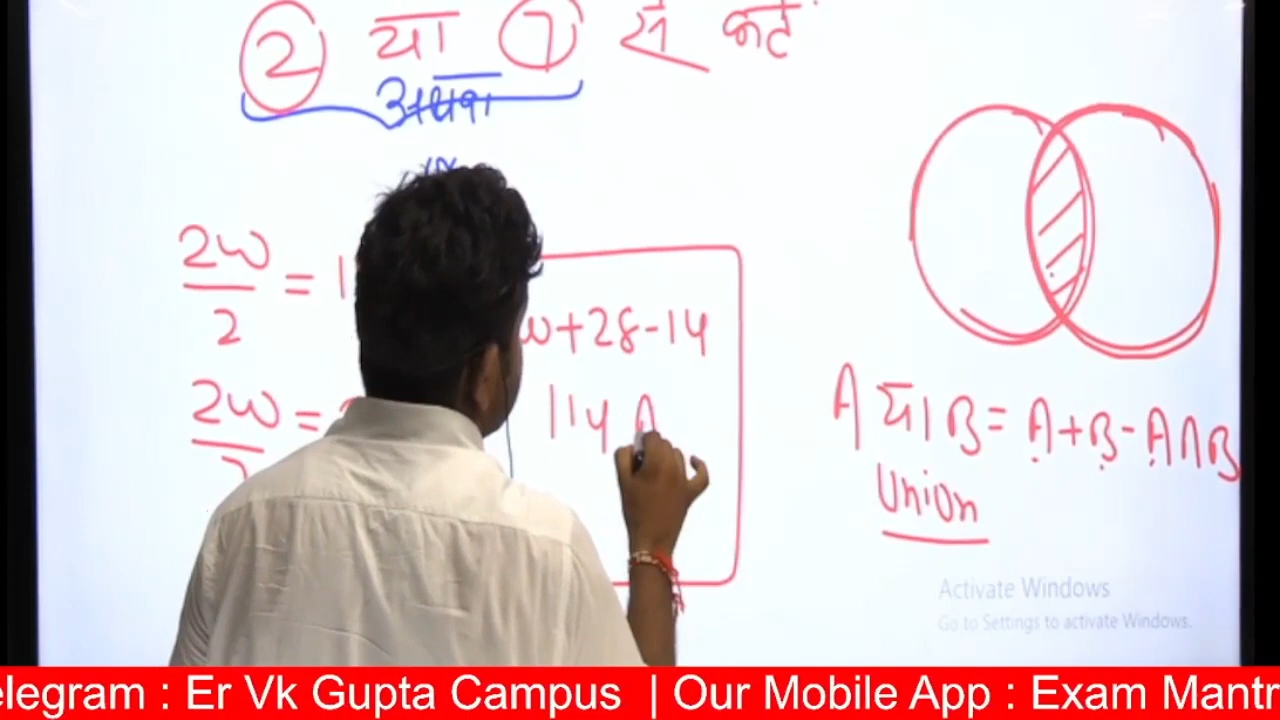 2 या 7 से कटे
अथवा
2w/2 = 1
w+28-14
2w/7 =
114 A
A या B = A+B-A∩B
Union
Activate Windows
Go to Settings to activate Windows.
elegram : Er Vk Gupta Campus | Our Mobile App : Exam Mantr